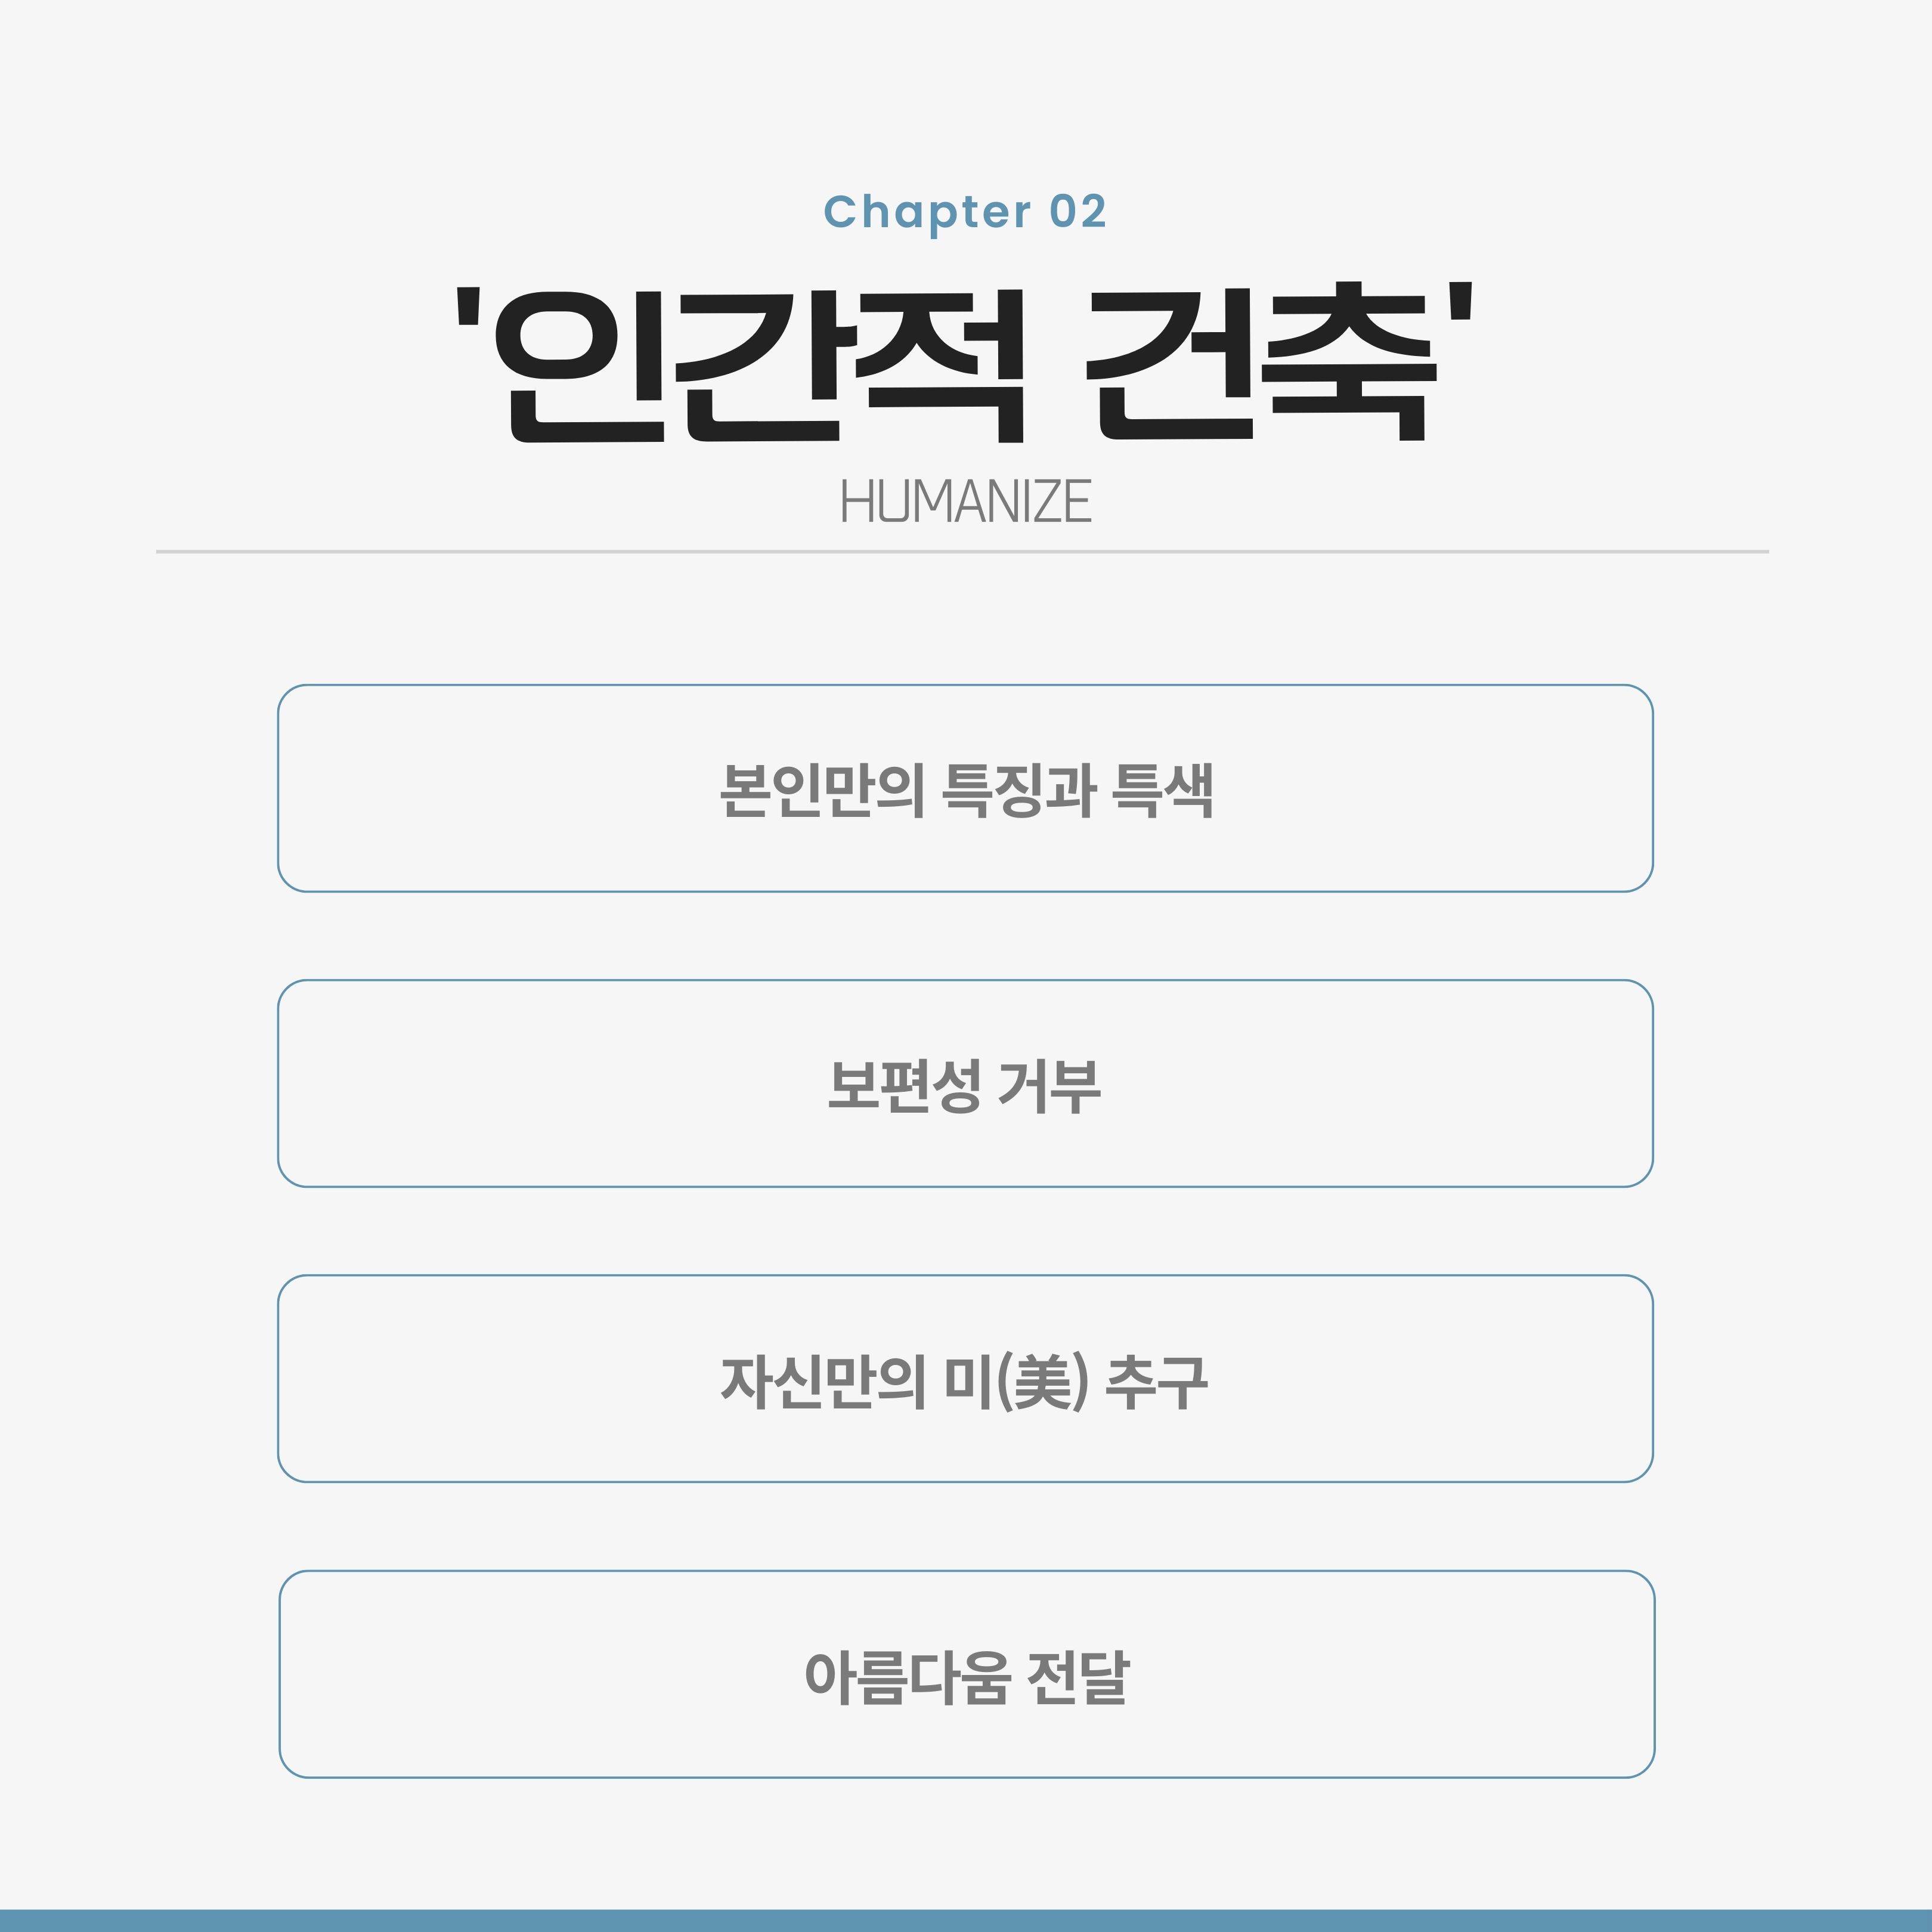 Chapter 02
'인간적 건축'
HUMANIZE
본인만의 특징과 특색
보편성 거부
자신만의 미(美) 추구
아름다움 전달